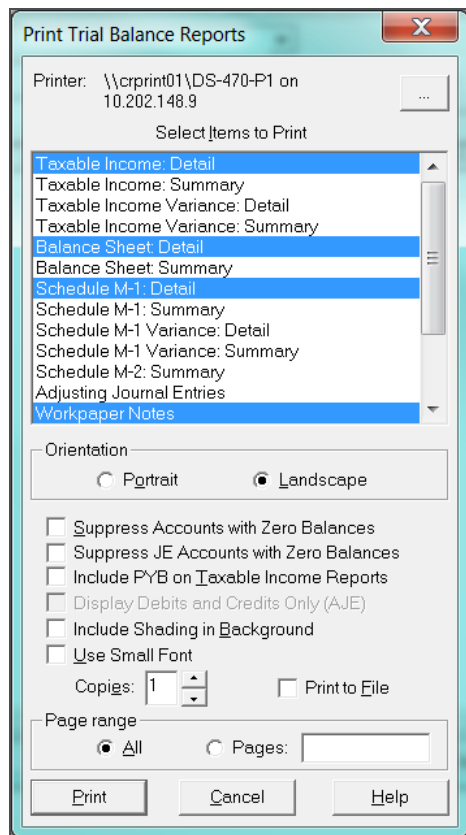 Print Trial Balance Reports
X
Printer: \\crprint01\DS-470-P1 on
10.202.148.9
...
Select Items to Print
Taxable Income: Detail
Taxable Income: Summary
Taxable Income Variance: Detail
Taxable Income Variance: Summary
Balance Sheet: Detail
Balance Sheet: Summary
Schedule M-1: Detail
Schedule M-1: Summary
Schedule M-1 Variance: Detail
Schedule M-1 Variance: Summary
Schedule M-2: Summary
Adjusting Journal Entries
Workpaper Notes
Orientation
Portrait Landscape
Suppress Accounts with Zero Balances
Suppress JE Accounts with Zero Balances
Include PYB on Taxable Income Reports
Display Debits and Credits Only (AJE)
Include Shading in Background
Use Small Font
Copies: 1 Print to File
Page range
All Pages:
Print Cancel Help